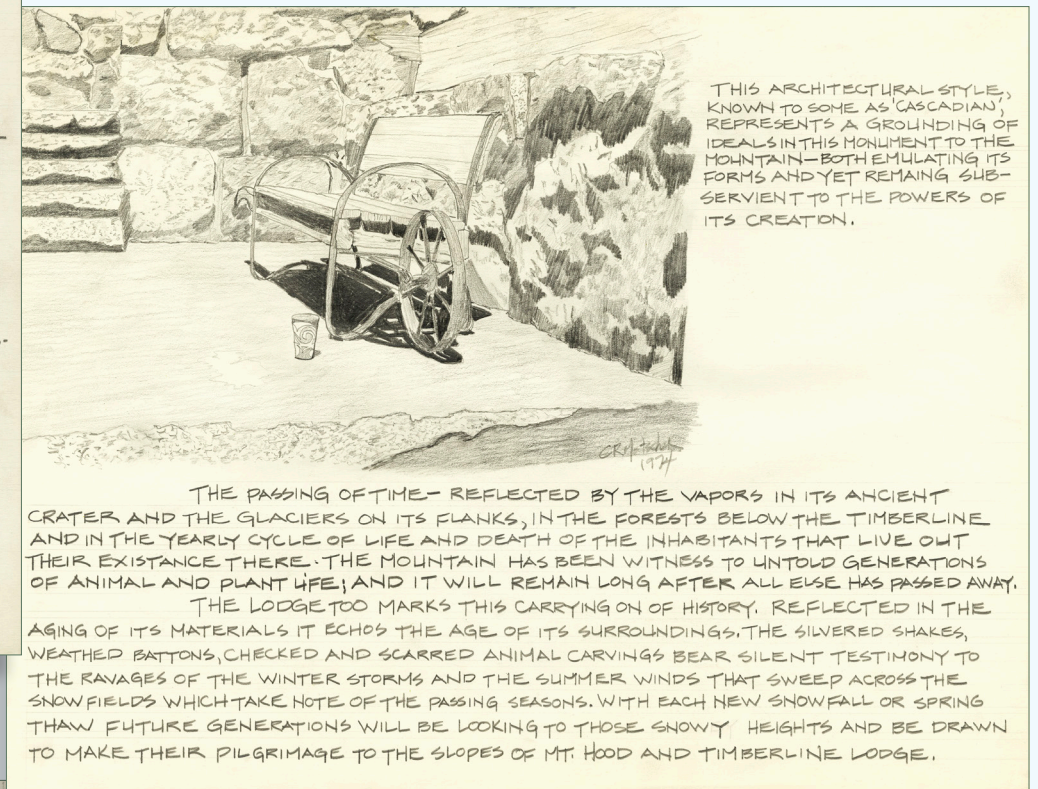 THIS ARCHITECTURAL STYLE,
KNOWN TO SOME AS 'CASCADIAN',
REPRESENTS A GROUNDING OF
IDEALS IN THIS MONUMENT TO THE
MOUNTAIN—BOTH EMULATING ITS
FORMS AND YET REMAING SUB-
SERVIENT TO THE POWERS OF
ITS CREATION.
1974
THE PASSING OF TIME— REFLECTED BY THE VAPORS IN ITS ANCIENT
CRATER AND THE GLACIERS ON ITS FLANKS, IN THE FORESTS BELOW THE TIMBERLINE
AND IN THE YEARLY CYCLE OF LIFE AND DEATH OF THE INHABITANTS THAT LIVE OUT
THEIR EXISTANCE THERE. THE MOUNTAIN HAS BEEN WITNESS TO UNTOLD GENERATIONS
OF ANIMAL AND PLANT LIFE; AND IT WILL REMAIN LONG AFTER ALL ELSE HAS PASSED AWAY.
THE LODGE TOO MARKS THIS CARRYING ON OF HISTORY. REFLECTED IN THE
AGING OF ITS MATERIALS IT ECHOS THE AGE OF ITS SURROUNDINGS. THE SILVERED SHAKES,
WEATHED BATTONS, CHECKED AND SCARRED ANIMAL CARVINGS BEAR SILENT TESTIMONY TO
THE RAVAGES OF THE WINTER STORMS AND THE SUMMER WINDS THAT SWEEP ACROSS THE
SNOWFIELDS WHICH TAKE NOTE OF THE PASSING SEASONS. WITH EACH NEW SNOWFALL OR SPRING
THAW FUTURE GENERATIONS WILL BE LOOKING TO THOSE SNOWY HEIGHTS AND BE DRAWN
TO MAKE THEIR PILGRIMAGE TO THE SLOPES OF MT. HOOD AND TIMBERLINE LODGE.